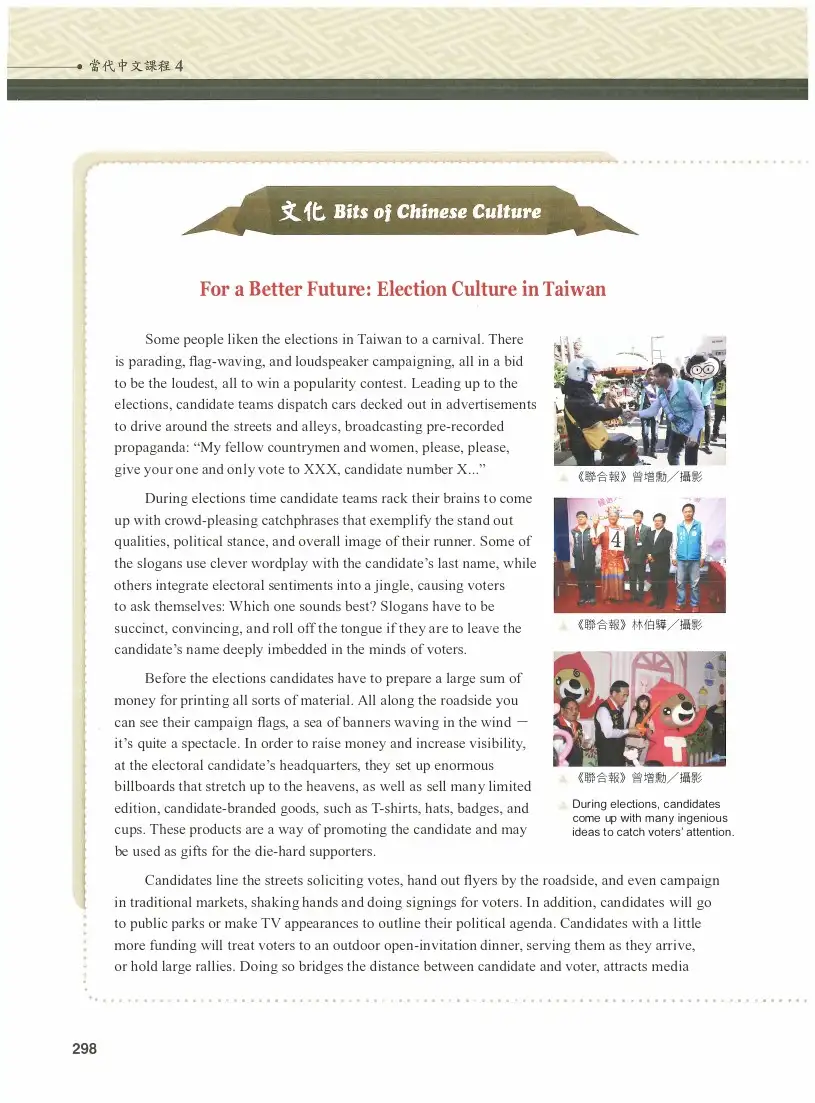 當代中文課程 4
文化 Bits of Chinese Culture
For a Better Future: Election Culture in Taiwan
Some people liken the elections in Taiwan to a carnival. There
is parading, flag-waving, and loudspeaker campaigning, all in a bid
to be the loudest, all to win a popularity contest. Leading up to the
elections, candidate teams dispatch cars decked out in advertisements
to drive around the streets and alleys, broadcasting pre-recorded
propaganda: “My fellow countrymen and women, please, please,
give your one and only vote to XXX, candidate number X...”
During elections time candidate teams rack their brains to come
up with crowd-pleasing catchphrases that exemplify the stand out
qualities, political stance, and overall image of their runner. Some of
the slogans use clever wordplay with the candidate’s last name, while
others integrate electoral sentiments into a jingle, causing voters
to ask themselves: Which one sounds best? Slogans have to be
succinct, convincing, and roll off the tongue if they are to leave the
candidate’s name deeply imbedded in the minds of voters.
Before the elections candidates have to prepare a large sum of
money for printing all sorts of material. All along the roadside you
can see their campaign flags, a sea of banners waving in the wind －
it’s quite a spectacle. In order to raise money and increase visibility,
at the electoral candidate’s headquarters, they set up enormous
billboards that stretch up to the heavens, as well as sell many limited
edition, candidate-branded goods, such as T-shirts, hats, badges, and
cups. These products are a way of promoting the candidate and may
be used as gifts for the die-hard supporters.
《聯合報》曾增勳／攝影
4
《聯合報》林伯驊／攝影
T
《聯合報》曾增勳／攝影
During elections, candidates
come up with many ingenious
ideas to catch voters’ attention.
Candidates line the streets soliciting votes, hand out flyers by the roadside, and even campaign
in traditional markets, shaking hands and doing signings for voters. In addition, candidates will go
to public parks or make TV appearances to outline their political agenda. Candidates with a little
more funding will treat voters to an outdoor open-invitation dinner, serving them as they arrive,
or hold large rallies. Doing so bridges the distance between candidate and voter, attracts media
298